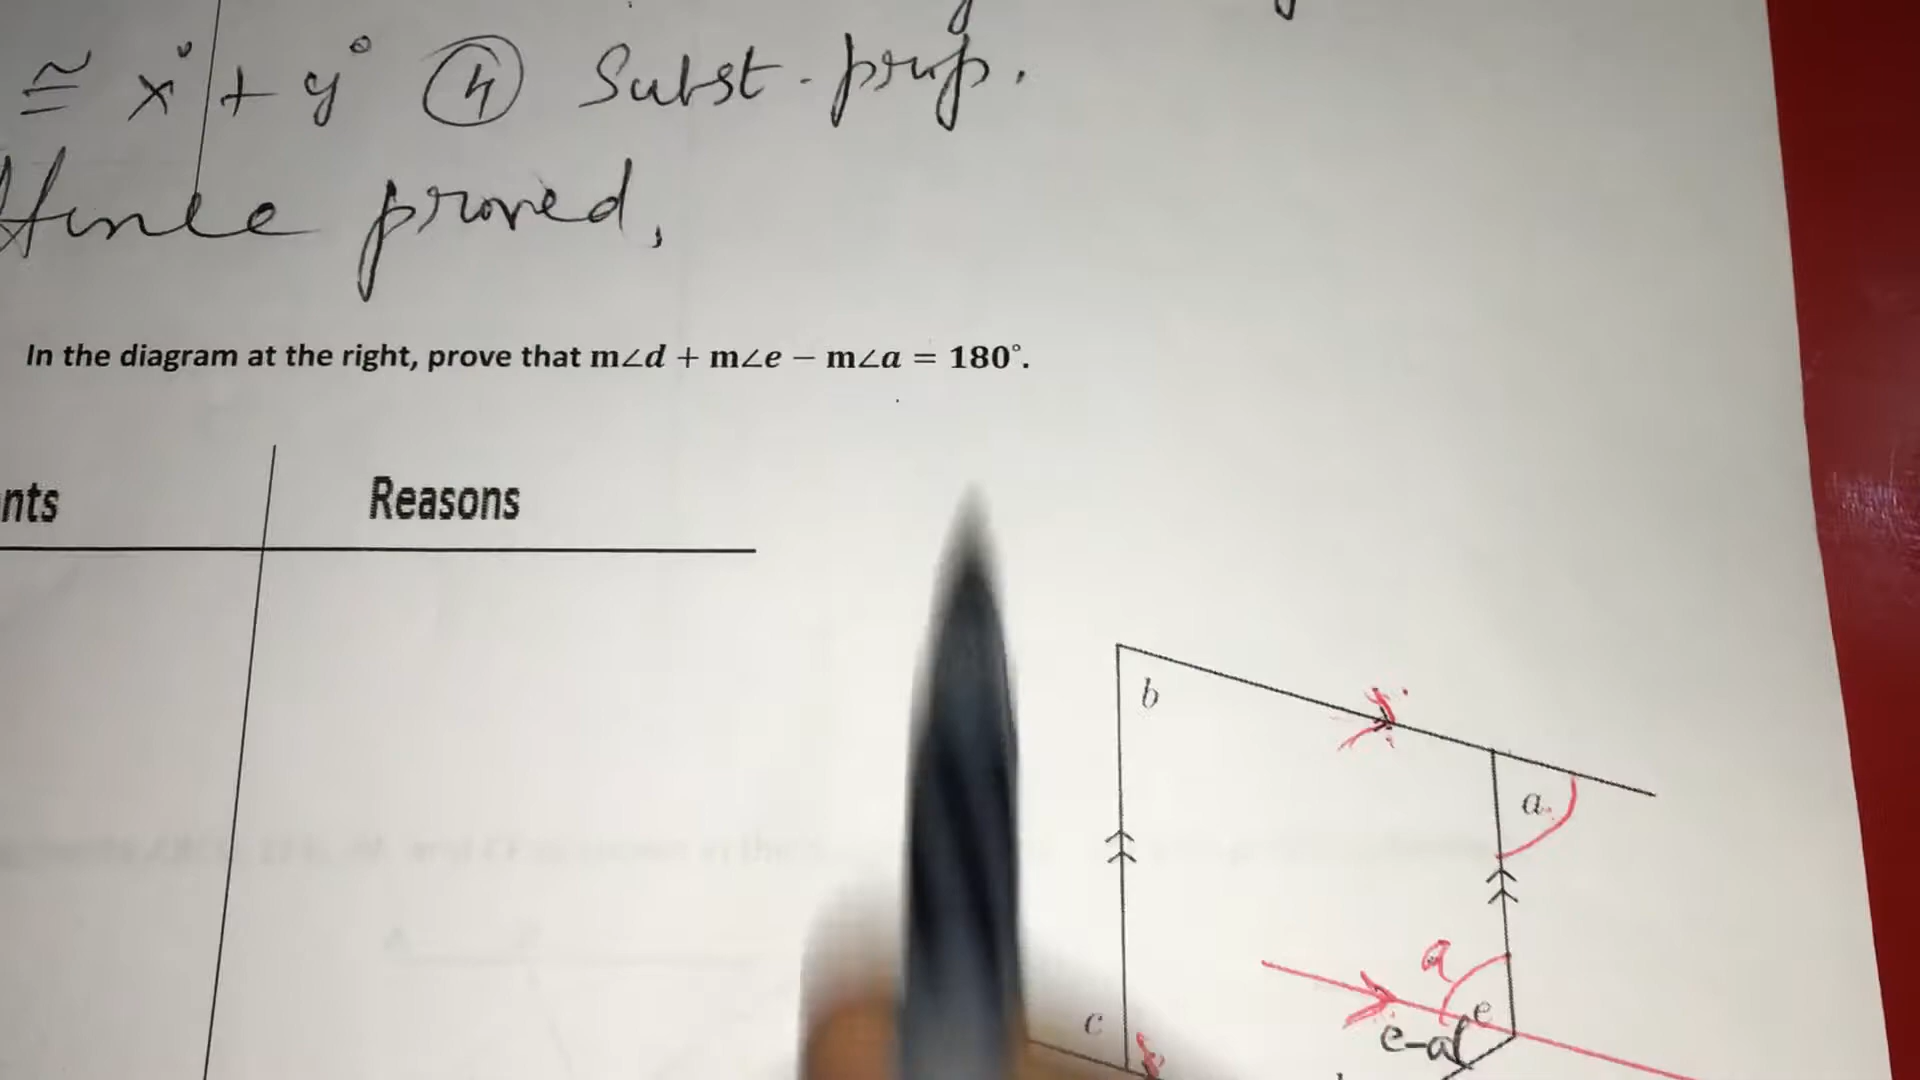 ≅ x° + y° ④ Subst. prop.
Hence proved,
In the diagram at the right, prove that m∠d + m∠e − m∠a = 180°.
nts Reasons
b
a
a
c e
e-a